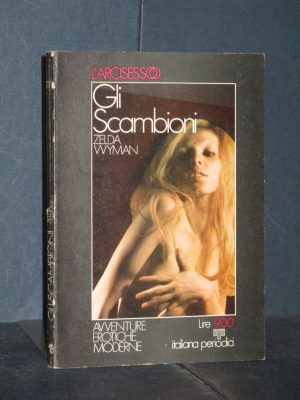 L'ARCISESSO
Gli
Scambioni
ZELDA
WYMAN
AVVENTURE
EROTICHE
MODERNE
Lire 900
italiana periodici
GLI SCAMBIONI